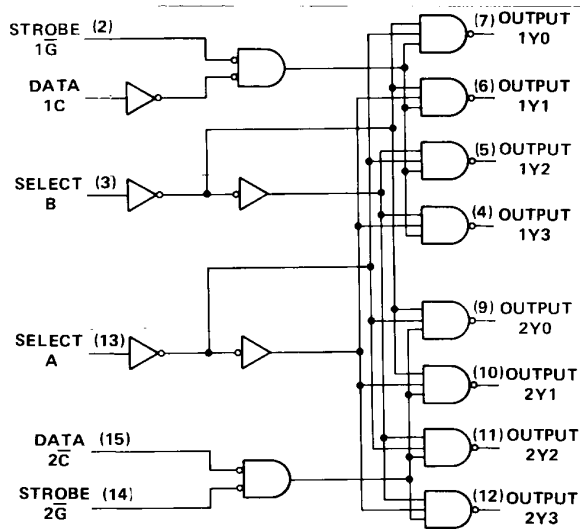 STROBE (2)
1G̅
DATA
1C
SELECT (3)
B
SELECT (13)
A
DATA (15)
2C̅
STROBE (14)
2G̅
(7) OUTPUT
1Y0
(6) OUTPUT
1Y1
(5) OUTPUT
1Y2
(4) OUTPUT
1Y3
(9) OUTPUT
2Y0
(10) OUTPUT
2Y1
(11) OUTPUT
2Y2
(12) OUTPUT
2Y3